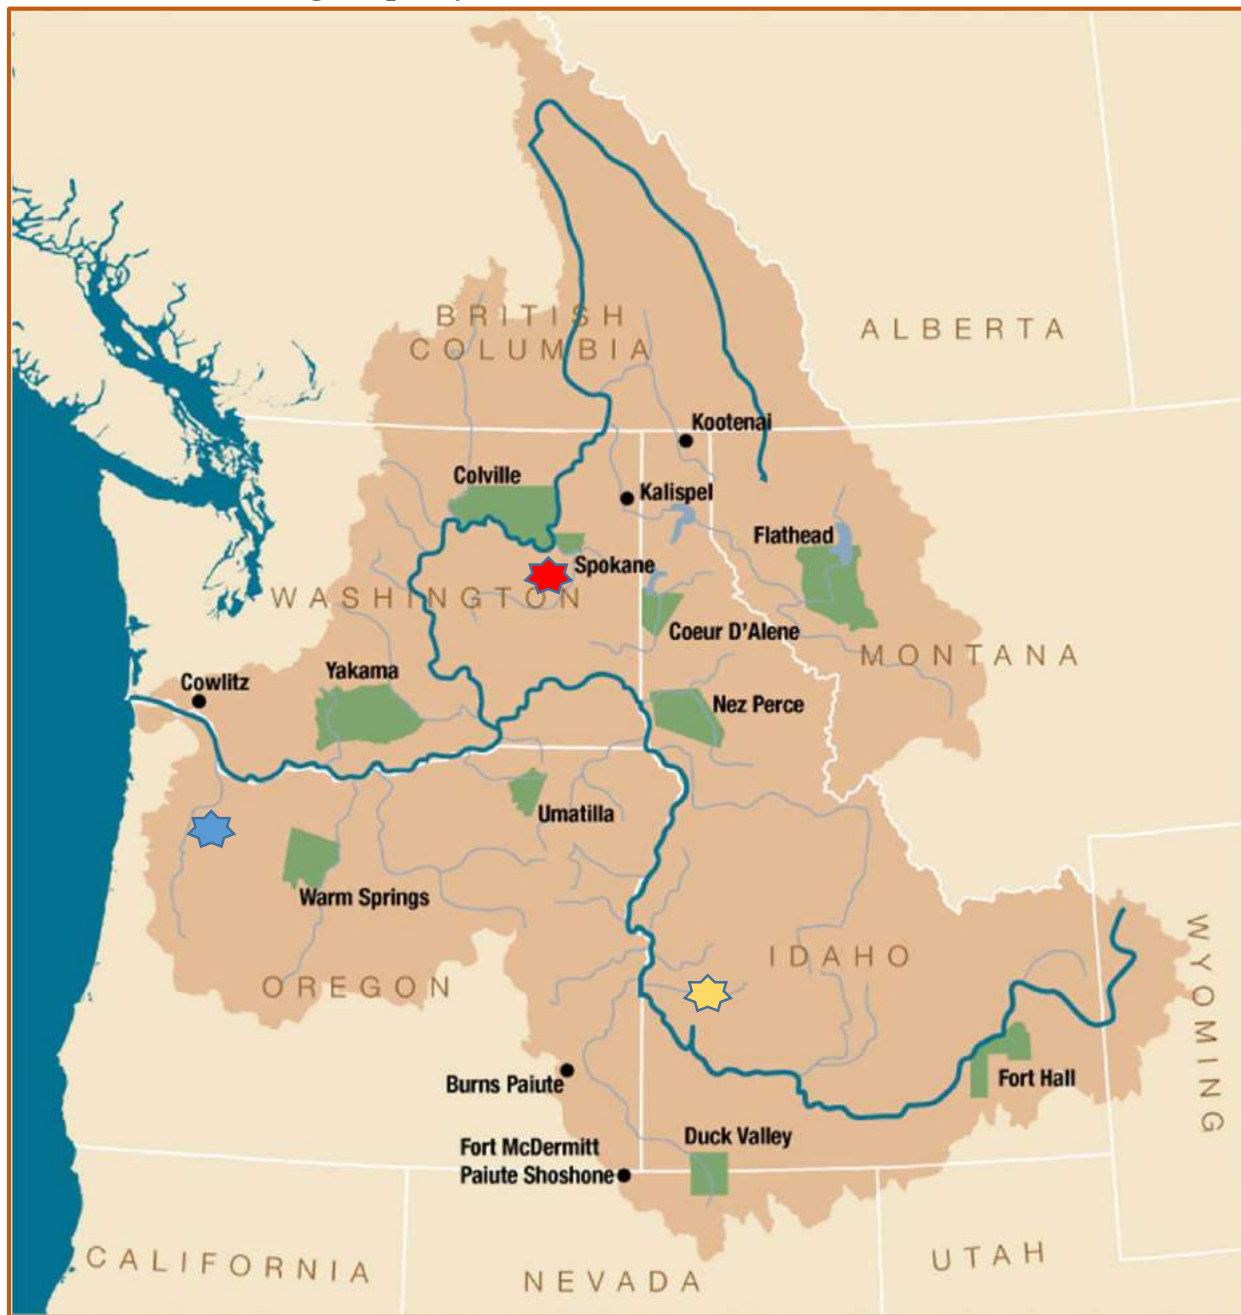 BRITISH
COLUMBIA
ALBERTA
Kootenai
Colville
Kalispel
Flathead
Spokane
WASHINGTON
Coeur D'Alene
MONTANA
Yakama
Cowlitz
Nez Perce
Umatilla
Warm Springs
OREGON
IDAHO
WYOMING
Burns Paiute
Fort Hall
Duck Valley
Fort McDermitt
Paiute Shoshone
CALIFORNIA
NEVADA
UTAH